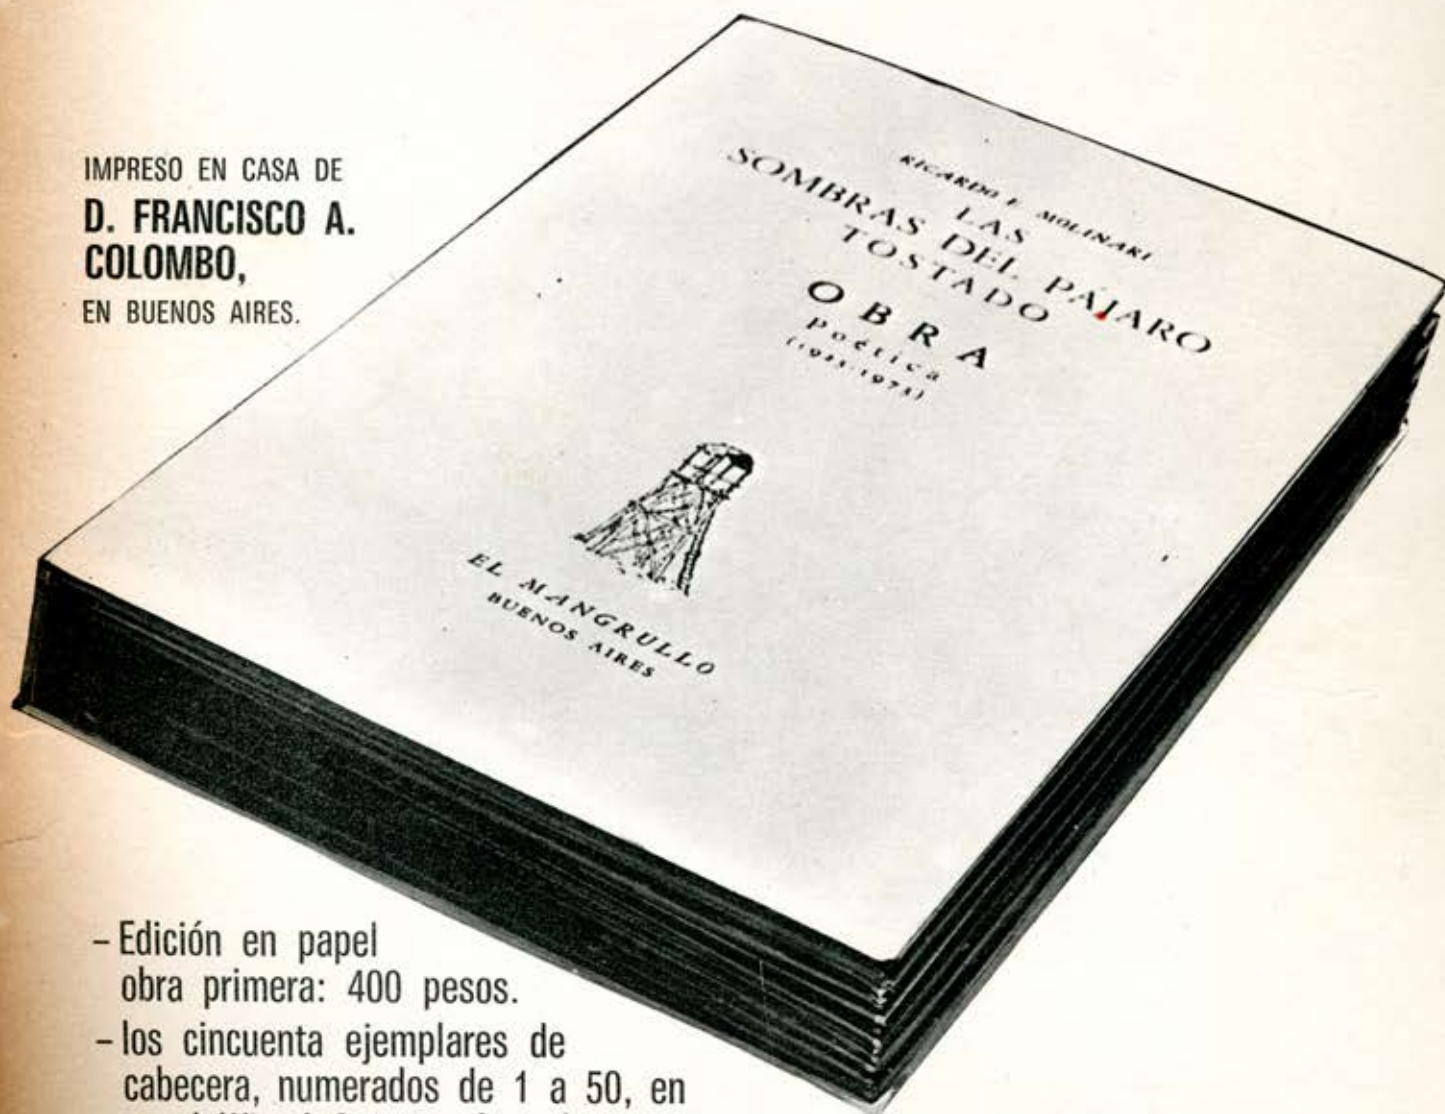 IMPRESO EN CASA DE
D. FRANCISCO A.
COLOMBO,
EN BUENOS AIRES.
RICARDO E. MOLINARI
LAS
SOMBRAS DEL PÁJARO
TOSTADO
OBRA
Poética
EL MANGRULLO
BUENOS AIRES
– Edición en papel
obra primera: 400 pesos.
– los cincuenta ejemplares de
cabecera, numerados de 1 a 50, en